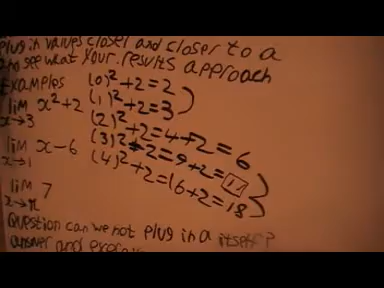 plug in values closer and closer to a
and see what your results approach
Examples (0)²+2=2
lim x²+2 (1)²+2=3
x→3 (2)²+2=4+2=6
lim x-6 (3)²+2=9+2=11
x→1 (4)²+2=16+2=18
lim 7
x→π
Question can we not plug in a itself?
answer and